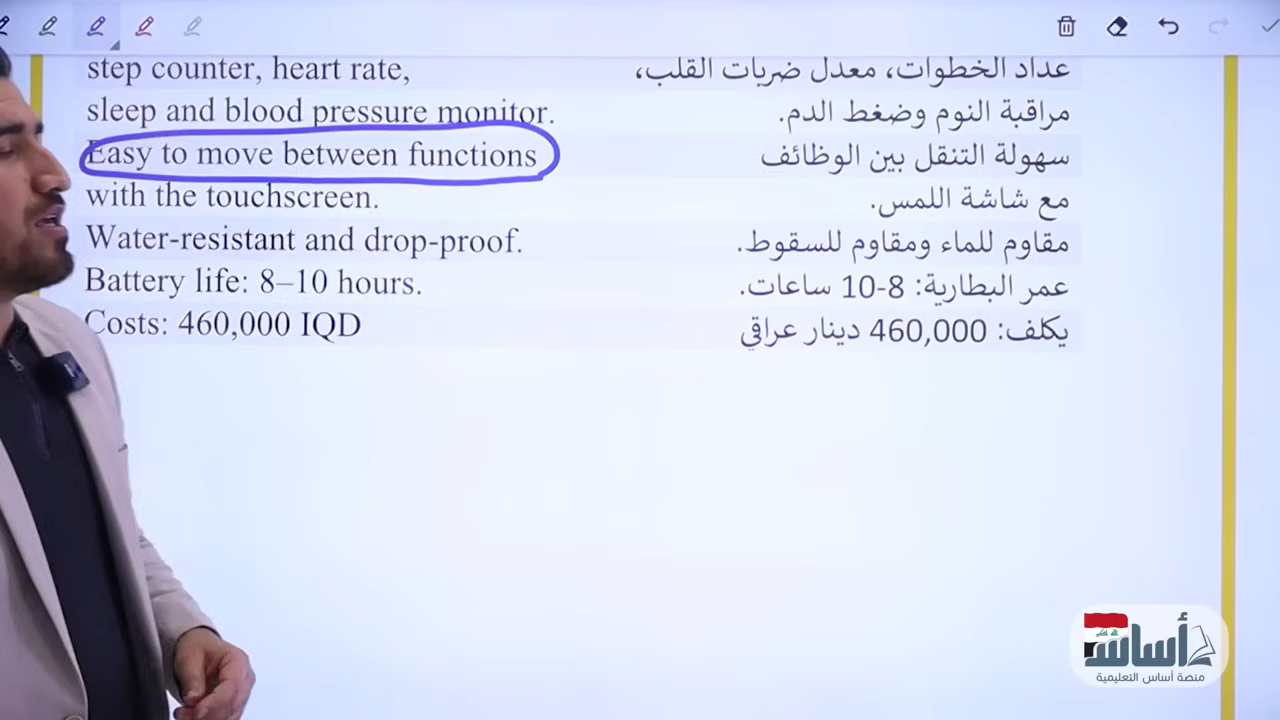 step counter, heart rate,
عداد الخطوات، معدل ضربات القلب،
sleep and blood pressure monitor.
مراقبة النوم وضغط الدم.
Easy to move between functions
سهولة التنقل بين الوظائف
with the touchscreen.
مع شاشة اللمس.
Water-resistant and drop-proof.
مقاوم للماء ومقاوم للسقوط.
Battery life: 8–10 hours.
عمر البطارية: 8-10 ساعات.
Costs: 460,000 IQD
يكلف: 460,000 دينار عراقي
أساس
منصة أساس التعليمية